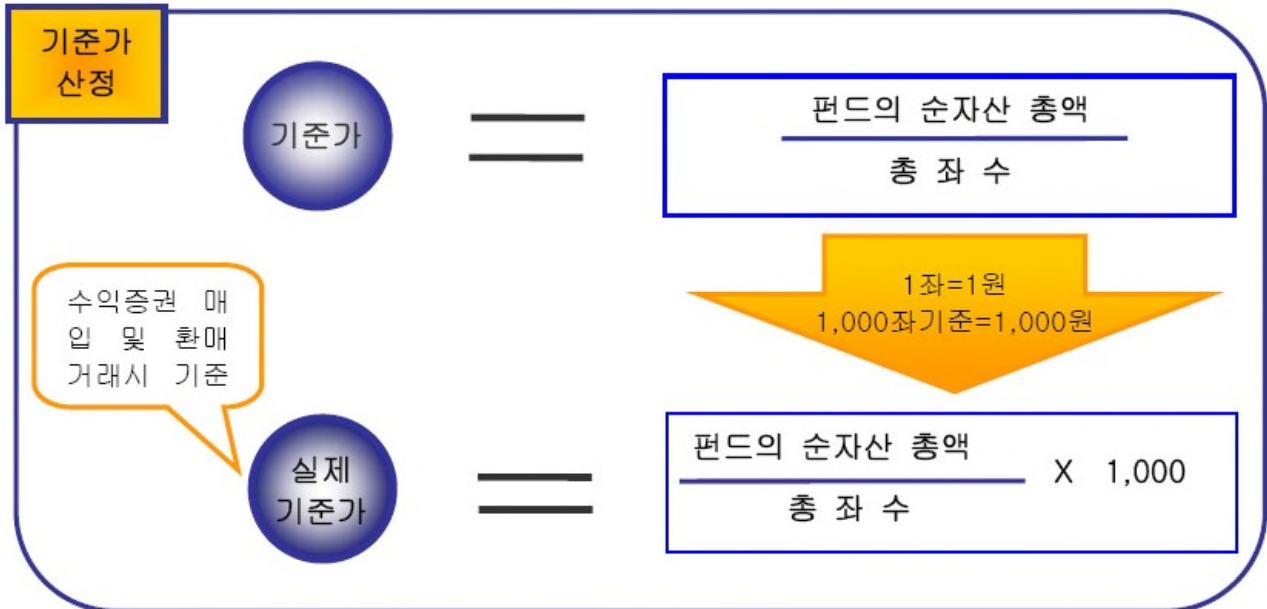 기준가
산정
기준가
펀드의 순자산 총액
총 좌 수
1좌=1원
1,000좌기준=1,000원
수익증권 매
입 및 환매
거래시 기준
실제
기준가
펀드의 순자산 총액
X 1,000
총 좌 수